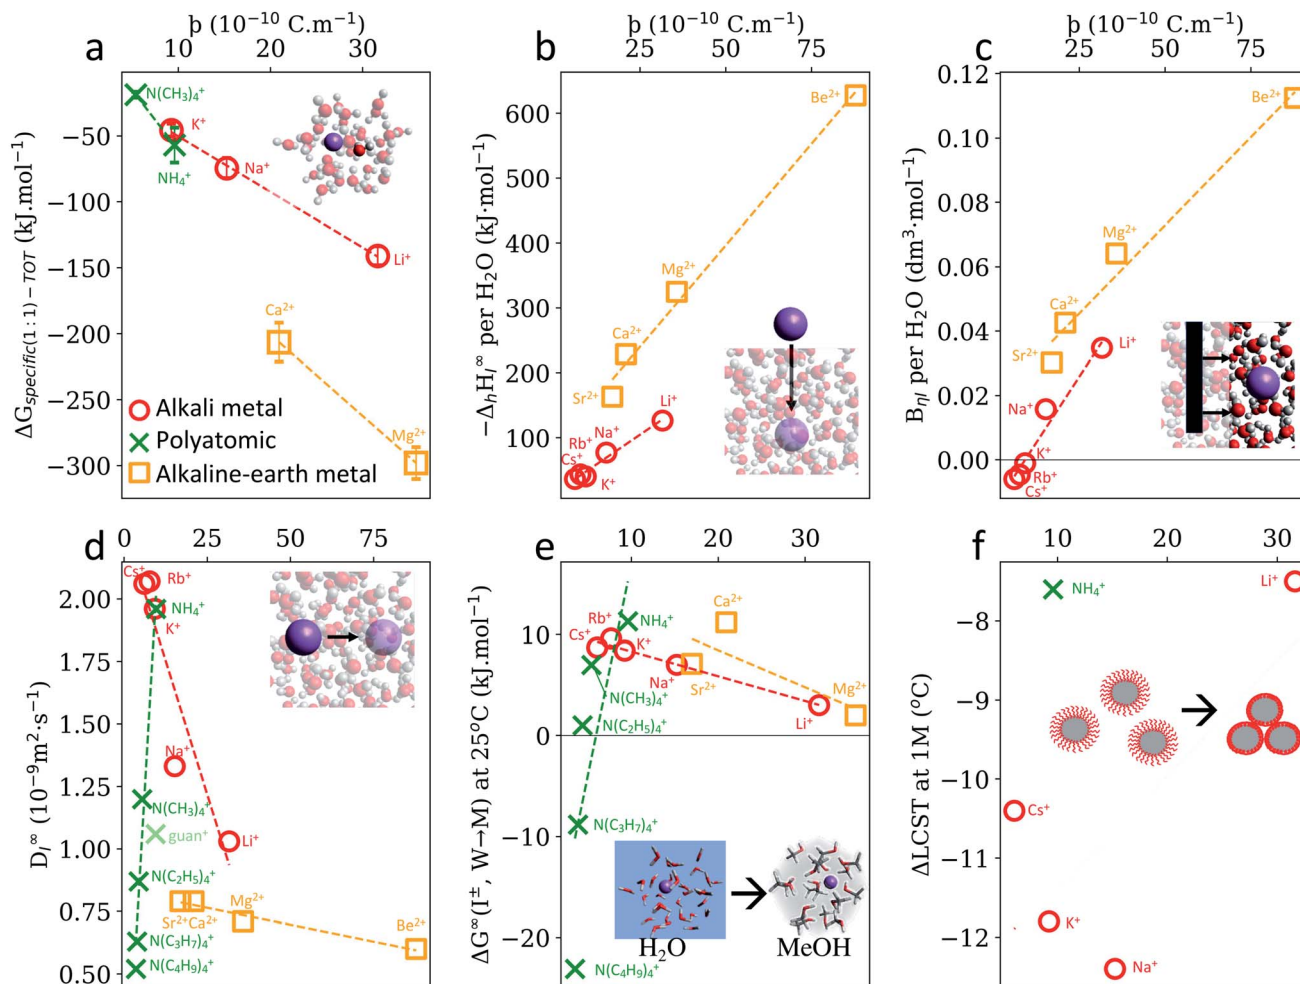 þ (10⁻¹⁰ C.m⁻¹)
þ (10⁻¹⁰ C.m⁻¹)
þ (10⁻¹⁰ C.m⁻¹)
a
10
20
30
ΔG_specific(1:1)−TOT (kJ.mol⁻¹)
−50
−100
−150
−200
−250
−300
N(CH₃)₄⁺
K⁺
NH₄⁺
Na⁺
Li⁺
Ca²⁺
Mg²⁺
Alkali metal
Polyatomic
Alkaline-earth metal
b
25
50
75
−Δ_hH_I^∞ per H₂O (kJ·mol⁻¹)
600
500
400
300
200
100
Be²⁺
Mg²⁺
Ca²⁺
Sr²⁺
Li⁺
Na⁺
Rb⁺
Cs⁺
K⁺
c
25
50
75
B_ηI per H₂O (dm³·mol⁻¹)
0.12
0.10
0.08
0.06
0.04
0.02
0.00
Be²⁺
Mg²⁺
Ca²⁺
Sr²⁺
Li⁺
Na⁺
K⁺
Rb⁺
Cs⁺
d
0
25
50
75
D_I^∞ (10⁻⁹m²·s⁻¹)
2.00
1.75
1.50
1.25
1.00
0.75
0.50
Cs⁺
Rb⁺
NH₄⁺
K⁺
Na⁺
N(CH₃)₄⁺
guan⁺
Li⁺
N(C₂H₅)₄⁺
Sr²⁺Ca²⁺
Mg²⁺
Be²⁺
N(C₃H₇)₄⁺
N(C₄H₉)₄⁺
e
10
20
30
ΔG^∞(I^±, W→M) at 25°C (kJ.mol⁻¹)
10
0
−10
−20
Ca²⁺
Rb⁺
NH₄⁺
Cs⁺
K⁺
Na⁺
Sr²⁺
Mg²⁺
Li⁺
N(CH₃)₄⁺
N(C₂H₅)₄⁺
N(C₃H₇)₄⁺
N(C₄H₉)₄⁺
H₂O
MeOH
f
10
20
30
ΔLCST at 1M (°C)
−8
−9
−10
−11
−12
NH₄⁺
Li⁺
Cs⁺
K⁺
Na⁺